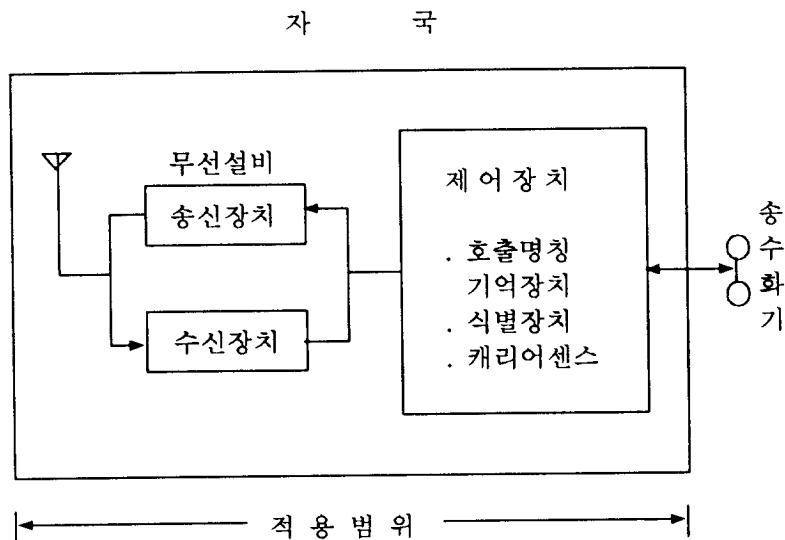 자 국
무선설비
송신장치
수신장치
제어장치
. 호출명칭
기억장치
. 식별장치
. 캐리어센스
송수화기
적용범위